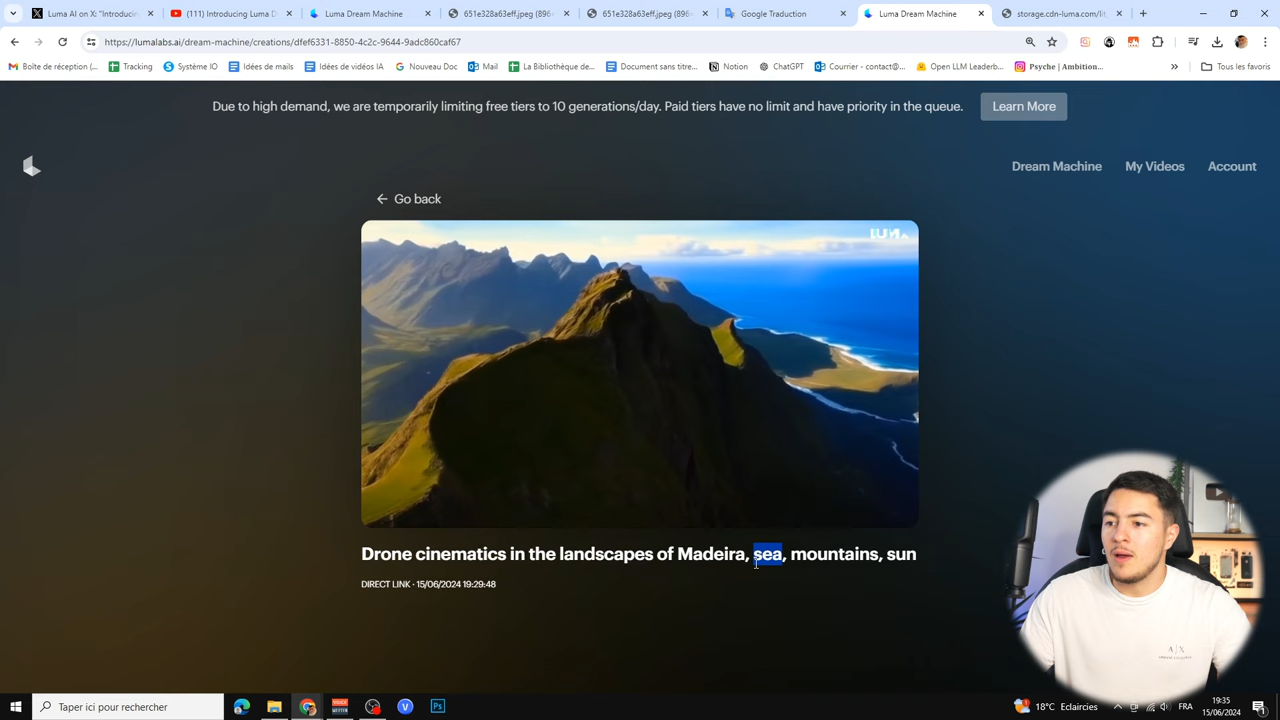 Luma AI on X: "Introducin
(111) Introducing Luma D
Luma Dream Machine
651e328a63eff.jpeg (896×
651e328a63eff.jpeg (896×
Google Traduction
Luma Dream Machine
storage.cdn-luma.com/lit
https://lumalabs.ai/dream-machine/creations/dfef6331-8850-4c2c-9644-9adc860caf67
Boîte de réception (...
Tracking
Système IO
Idées de mails
Idées de vidéos IA
Nouveau Doc
Mail
La Bibliothèque de...
Document sans titre...
Notion
ChatGPT
Courrier - contact@...
Open LLM Leaderb...
Psyche | Ambition...
»
Tous les favoris
Due to high demand, we are temporarily limiting free tiers to 10 generations/day. Paid tiers have no limit and have priority in the queue.
Learn More
Dream Machine
My Videos
Account
Go back
LUMA
Drone cinematics in the landscapes of Madeira, sea, mountains, sun
DIRECT LINK · 15/06/2024 19:29:48
A|X
Taper ici pour rechercher
Ps
18°C Eclaircies
FRA
19:35
15/06/2024